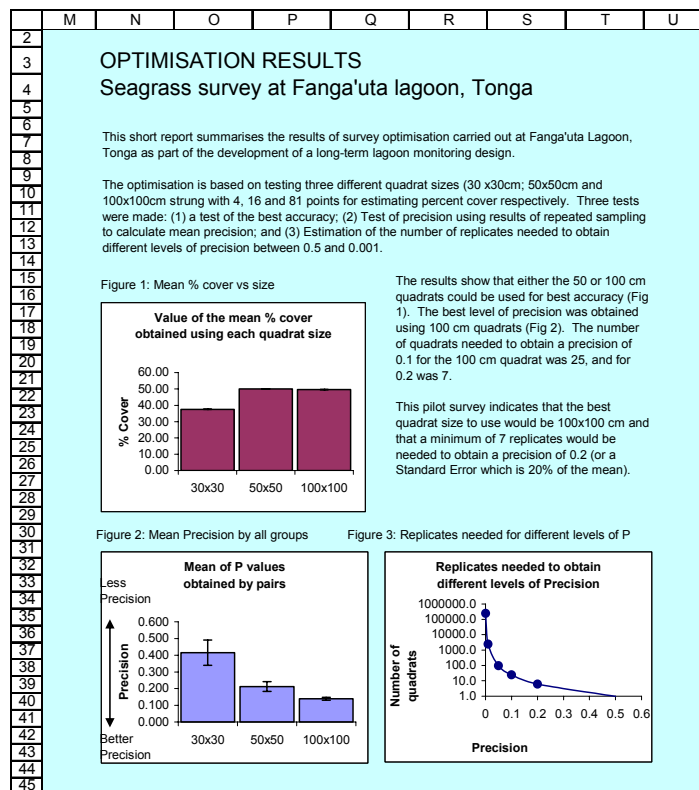 M N O P Q R S T U
2
3
4
5
6
7
8
9
10
11
12
13
14
15
16
17
18
19
20
21
22
23
24
25
26
27
28
29
30
31
32
33
34
35
36
37
38
39
40
41
42
43
44
45
OPTIMISATION RESULTS
Seagrass survey at Fanga'uta lagoon, Tonga
This short report summarises the results of survey optimisation carried out at Fanga'uta Lagoon,
Tonga as part of the development of a long-term lagoon monitoring design.
The optimisation is based on testing three different quadrat sizes (30 x30cm; 50x50cm and
100x100cm strung with 4, 16 and 81 points for estimating percent cover respectively. Three tests
were made: (1) a test of the best accuracy; (2) Test of precision using results of repeated sampling
to calculate mean precision; and (3) Estimation of the number of replicates needed to obtain
different levels of precision between 0.5 and 0.001.
Figure 1: Mean % cover vs size
Value of the mean % cover
obtained using each quadrat size
% Cover
60.00
50.00
40.00
30.00
20.00
10.00
0.00
30x30 50x50 100x100
The results show that either the 50 or 100 cm
quadrats could be used for best accuracy (Fig
1). The best level of precision was obtained
using 100 cm quadrats (Fig 2). The number
of quadrats needed to obtain a precision of
0.1 for the 100 cm quadrat was 25, and for
0.2 was 7.
This pilot survey indicates that the best
quadrat size to use would be 100x100 cm and
that a minimum of 7 replicates would be
needed to obtain a precision of 0.2 (or a
Standard Error which is 20% of the mean).
Figure 2: Mean Precision by all groups
Mean of P values
obtained by pairs
Less
Precision
Precision
0.600
0.500
0.400
0.300
0.200
0.100
0.000
Better
Precision
30x30 50x50 100x100
Figure 3: Replicates needed for different levels of P
Replicates needed to obtain
different levels of Precision
Number of
quadrats
1000000.0
100000.0
10000.0
1000.0
100.0
10.0
1.0
0 0.1 0.2 0.3 0.4 0.5 0.6
Precision